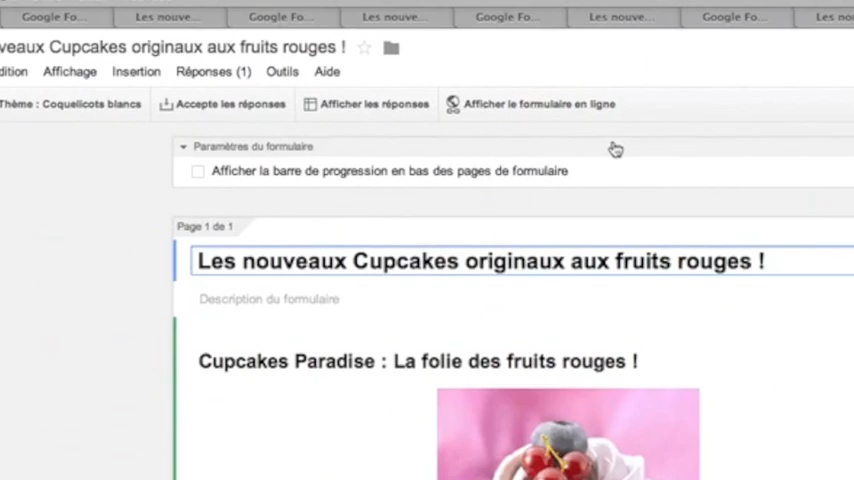 Google Fo... Les nouve... Google Fo... Les nouve... Google Fo... Les nouve... Google Fo... Les no
veaux Cupcakes originaux aux fruits rouges !
dition Affichage Insertion Réponses (1) Outils Aide
Thème : Coquelicots blancs Accepte les réponses Afficher les réponses Afficher le formulaire en ligne
Paramètres du formulaire
Afficher la barre de progression en bas des pages de formulaire
Page 1 de 1
Les nouveaux Cupcakes originaux aux fruits rouges !
Description du formulaire
Cupcakes Paradise : La folie des fruits rouges !